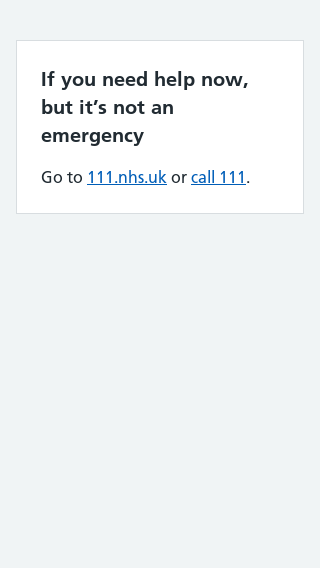 If you need help now,
but it’s not an
emergency
Go to 111.nhs.uk or call 111.